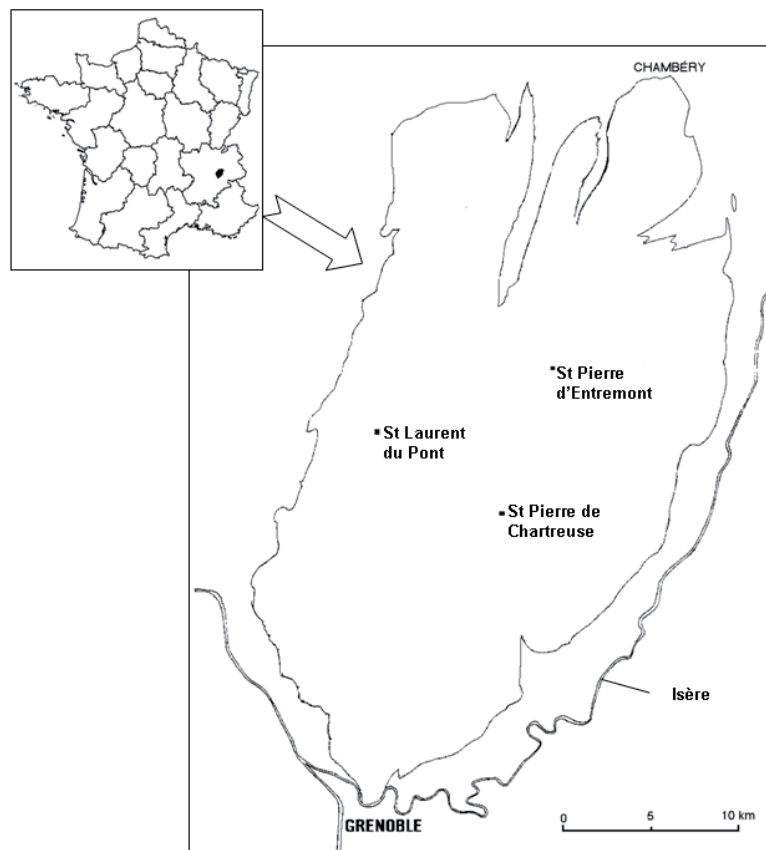 CHAMBÉRY
St Pierre
d'Entremont
St Laurent
du Pont
St Pierre de
Chartreuse
Isère
GRENOBLE
0 5 10 km